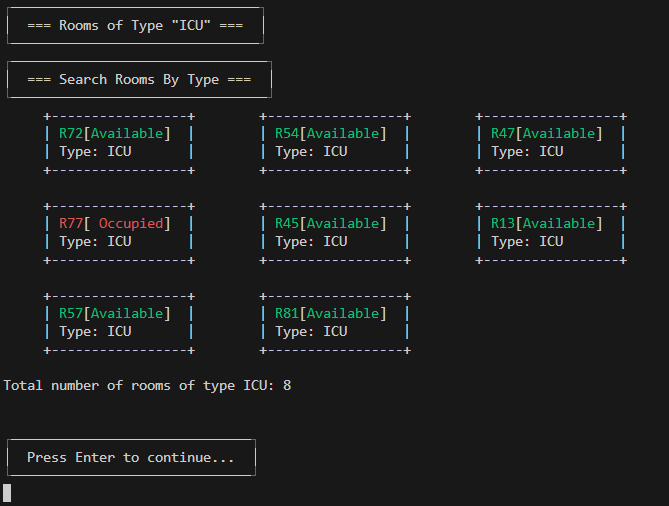 === Rooms of Type "ICU" ===
=== Search Rooms By Type ===
+-----------------+ +-----------------+ +-----------------+
| R72[Available] | | R54[Available] | | R47[Available] |
| Type: ICU | | Type: ICU | | Type: ICU |
+-----------------+ +-----------------+ +-----------------+
+-----------------+ +-----------------+ +-----------------+
| R77[ Occupied] | | R45[Available] | | R13[Available] |
| Type: ICU | | Type: ICU | | Type: ICU |
+-----------------+ +-----------------+ +-----------------+
+-----------------+ +-----------------+
| R57[Available] | | R81[Available] |
| Type: ICU | | Type: ICU |
+-----------------+ +-----------------+
Total number of rooms of type ICU: 8
Press Enter to continue...